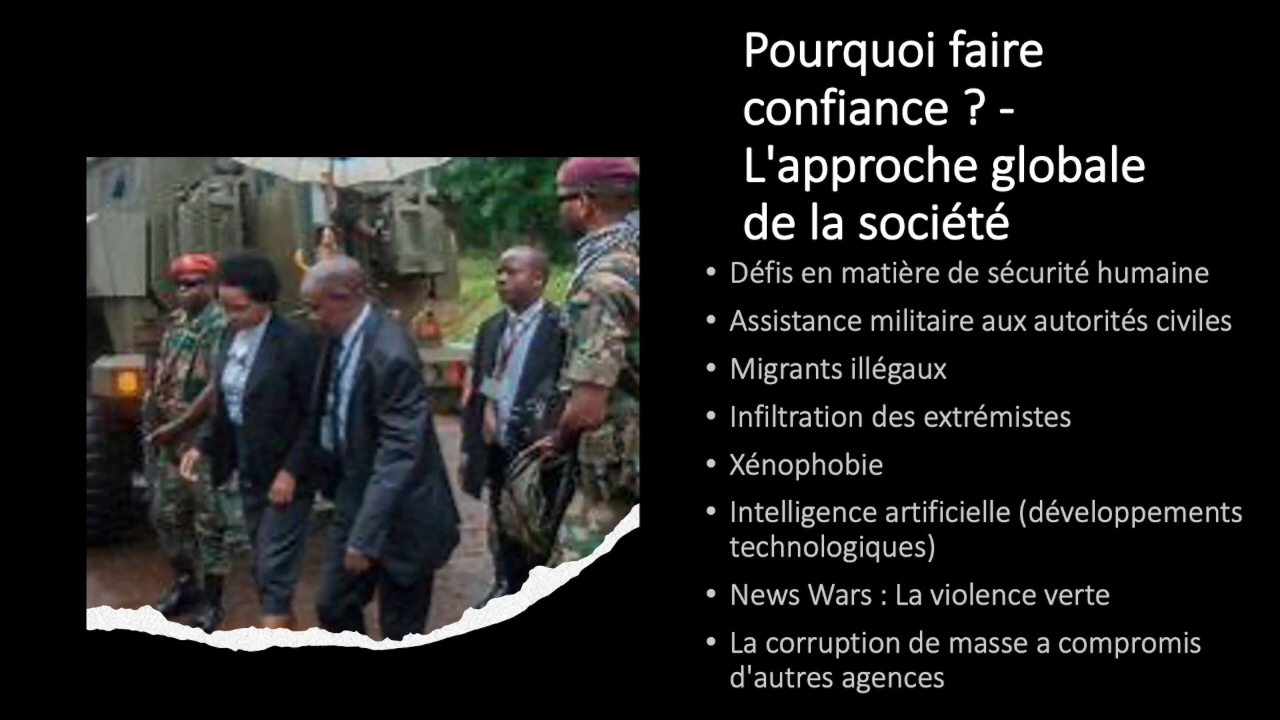 Pourquoi faire
confiance ? -
L'approche globale
de la société
• Défis en matière de sécurité humaine
• Assistance militaire aux autorités civiles
• Migrants illégaux
• Infiltration des extrémistes
• Xénophobie
• Intelligence artificielle (développements
technologiques)
• News Wars : La violence verte
• La corruption de masse a compromis
d'autres agences